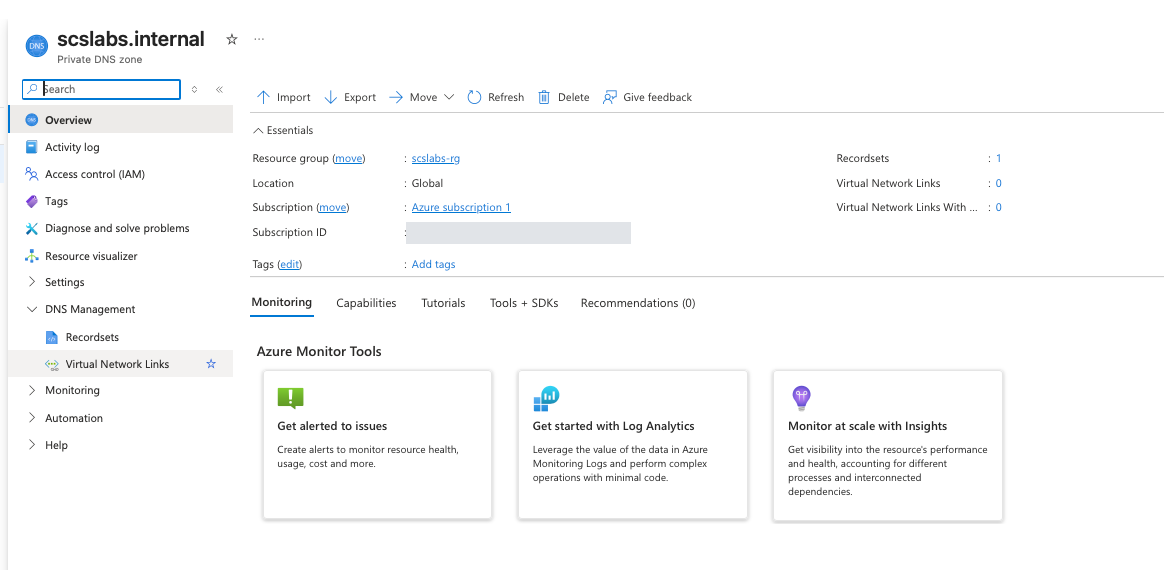 DNS
scslabs.internal
Private DNS zone
Search
Overview
Activity log
Access control (IAM)
Tags
Diagnose and solve problems
Resource visualizer
Settings
DNS Management
Recordsets
Virtual Network Links
Monitoring
Automation
Help
Import Export Move Refresh Delete Give feedback
Essentials
Resource group (move) : scslabs-rg
Location : Global
Subscription (move) : Azure subscription 1
Subscription ID :
Tags (edit) : Add tags
Recordsets : 1
Virtual Network Links : 0
Virtual Network Links With ... : 0
Monitoring Capabilities Tutorials Tools + SDKs Recommendations (0)
Azure Monitor Tools
Get alerted to issues
Create alerts to monitor resource health,
usage, cost and more.
Get started with Log Analytics
Leverage the value of the data in Azure
Monitoring Logs and perform complex
operations with minimal code.
Monitor at scale with Insights
Get visibility into the resource's performance
and health, accounting for different
processes and interconnected
dependencies.